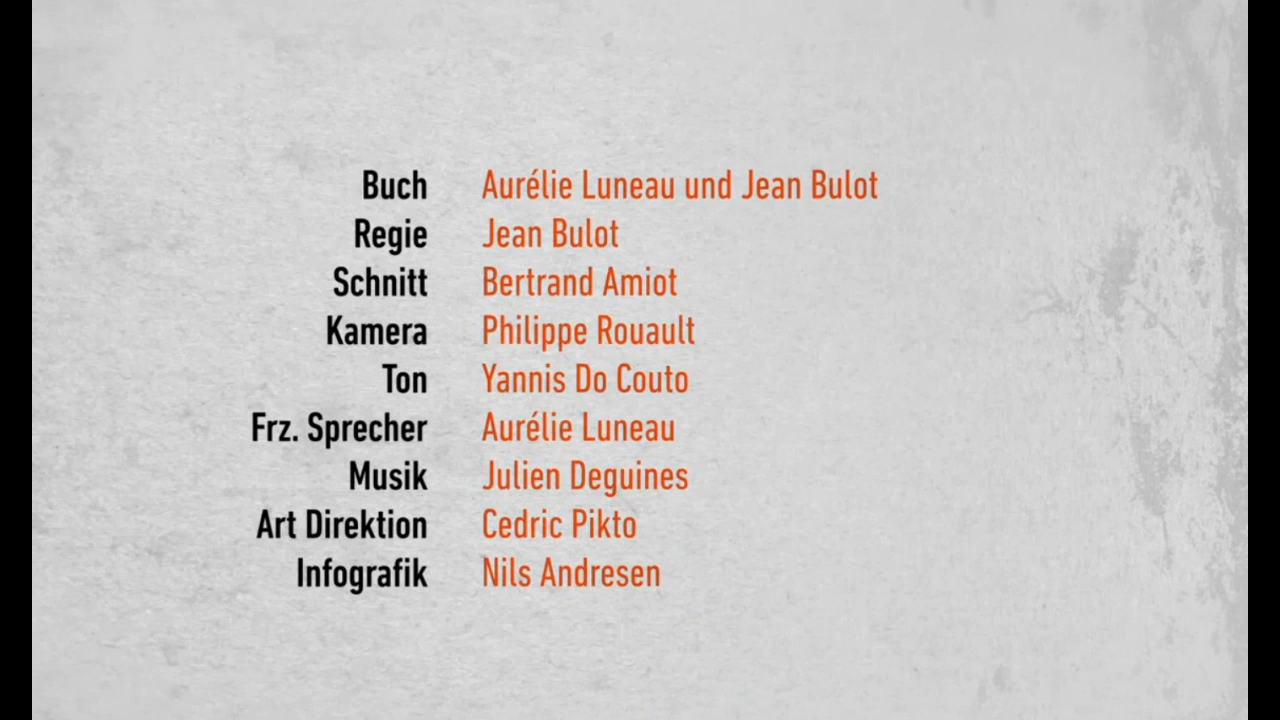 Buch Aurélie Luneau und Jean Bulot
Regie Jean Bulot
Schnitt Bertrand Amiot
Kamera Philippe Rouault
Ton Yannis Do Couto
Frz. Sprecher Aurélie Luneau
Musik Julien Deguines
Art Direktion Cedric Pikto
Infografik Nils Andresen